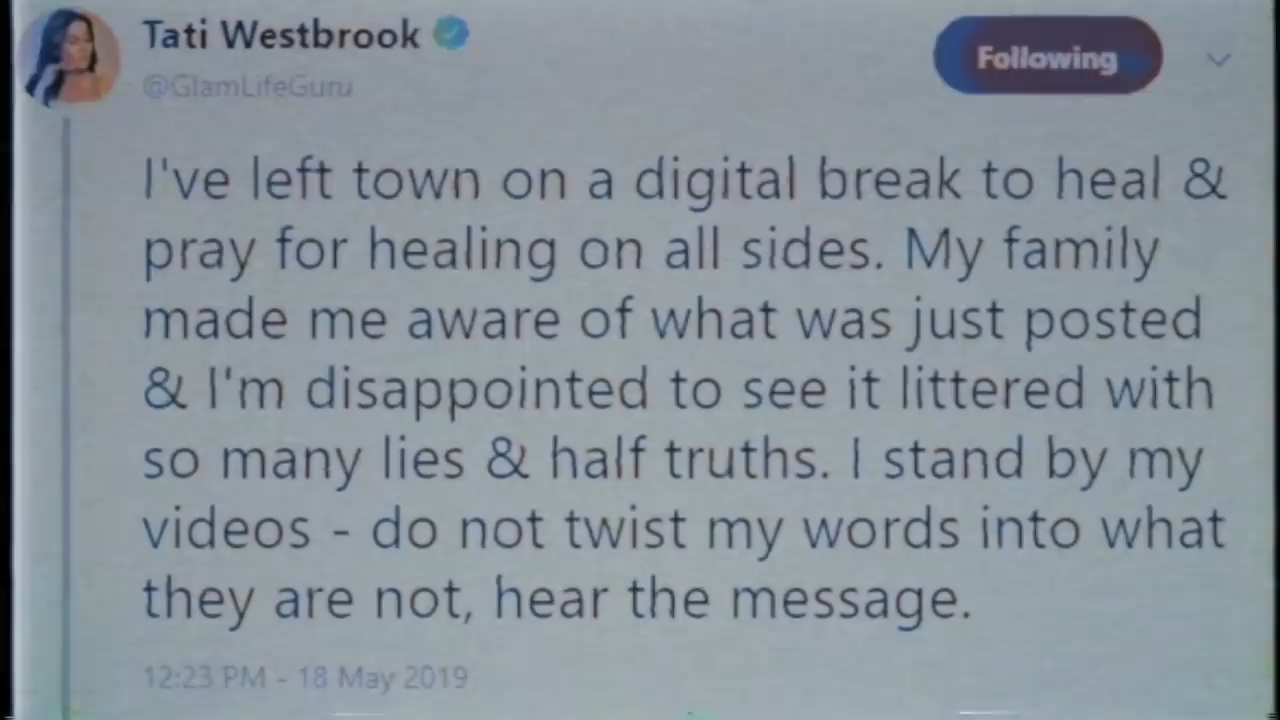 Tati Westbrook
@GlamLifeGuru
Following
I've left town on a digital break to heal &
pray for healing on all sides. My family
made me aware of what was just posted
& I'm disappointed to see it littered with
so many lies & half truths. I stand by my
videos - do not twist my words into what
they are not, hear the message.
12:23 PM - 18 May 2019